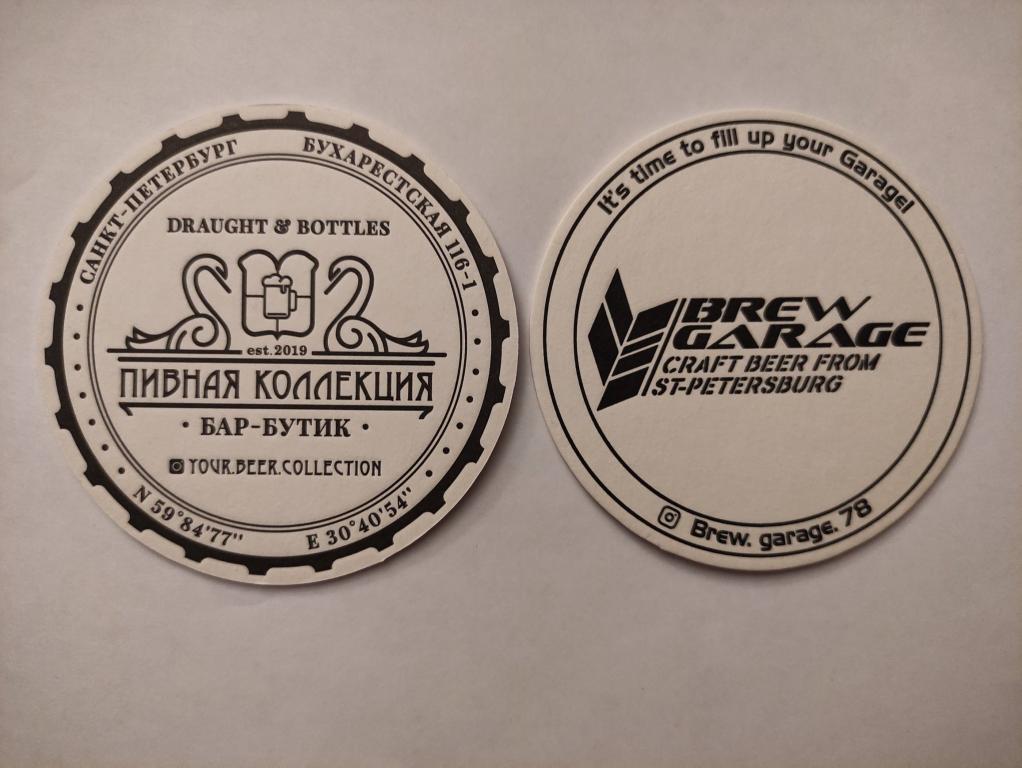 САНКТ-ПЕТЕРБУРГ
БУХАРЕСТСКАЯ 116-1
DRAUGHT & BOTTLES
est.2019
ПИВНАЯ КОЛЛЕКЦИЯ
· БАР-БУТИК ·
YOUR.BEER.COLLECTION
N 59°84'77''
E 30°40'54''
It's time to fill up your Garage!
BREW
GARAGE
CRAFT BEER FROM
ST-PETERSBURG
Brew. garage. 78